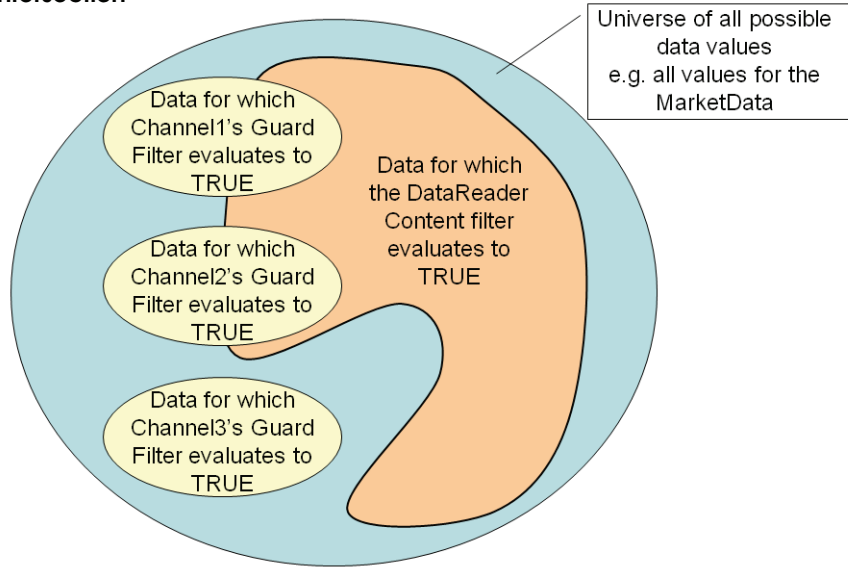 Universe of all possible
data values
e.g. all values for the
MarketData
Data for which
Channel1's Guard
Filter evaluates to
TRUE
Data for which
the DataReader
Content filter
evaluates to
TRUE
Data for which
Channel2's Guard
Filter evaluates to
TRUE
Data for which
Channel3's Guard
Filter evaluates to
TRUE